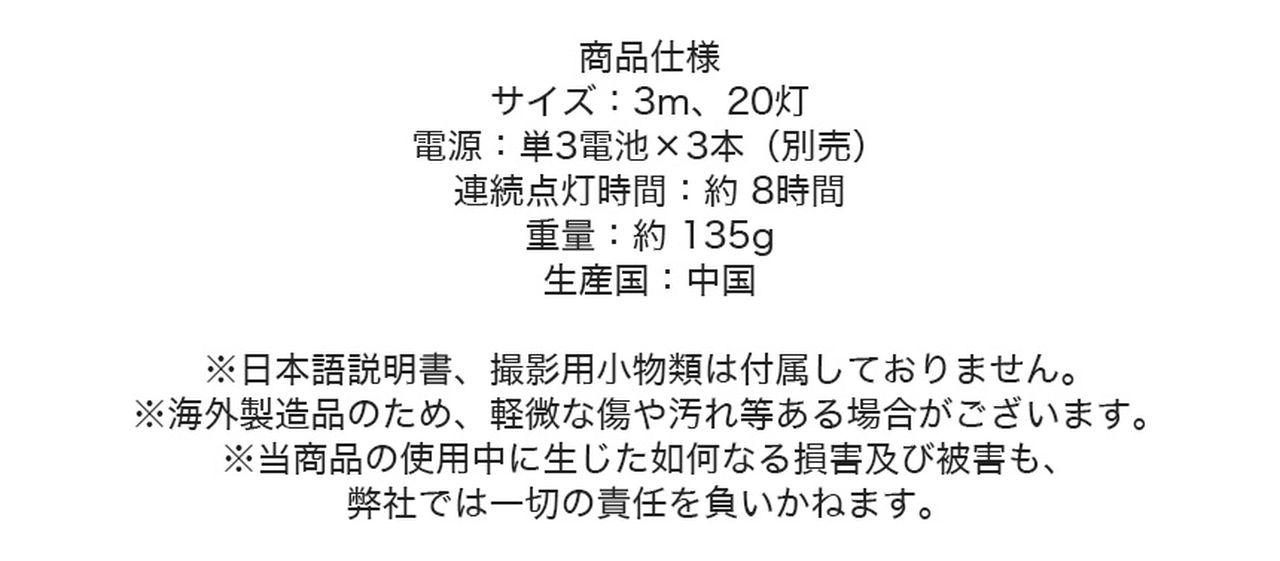 商品仕様
サイズ：3m、20灯
電源：単3電池×3本（別売）
連続点灯時間：約 8時間
重量：約 135g
生産国：中国
※日本語説明書、撮影用小物類は付属しておりません。
※海外製造品のため、軽微な傷や汚れ等ある場合がございます。
※当商品の使用中に生じた如何なる損害及び被害も、
弊社では一切の責任を負いかねます。